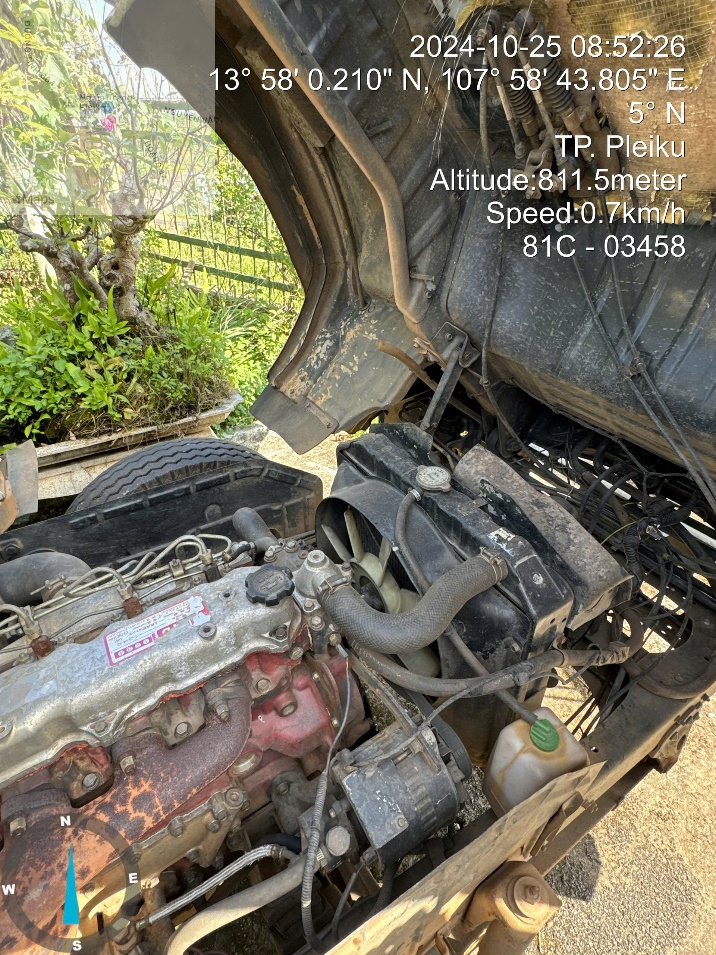 2024-10-25 08:52:26
13° 58' 0.210" N, 107° 58' 43.805" E
5° N
TP. Pleiku
Altitude:811.5meter
Speed:0.7km/h
81C - 03458
N
W
E
S